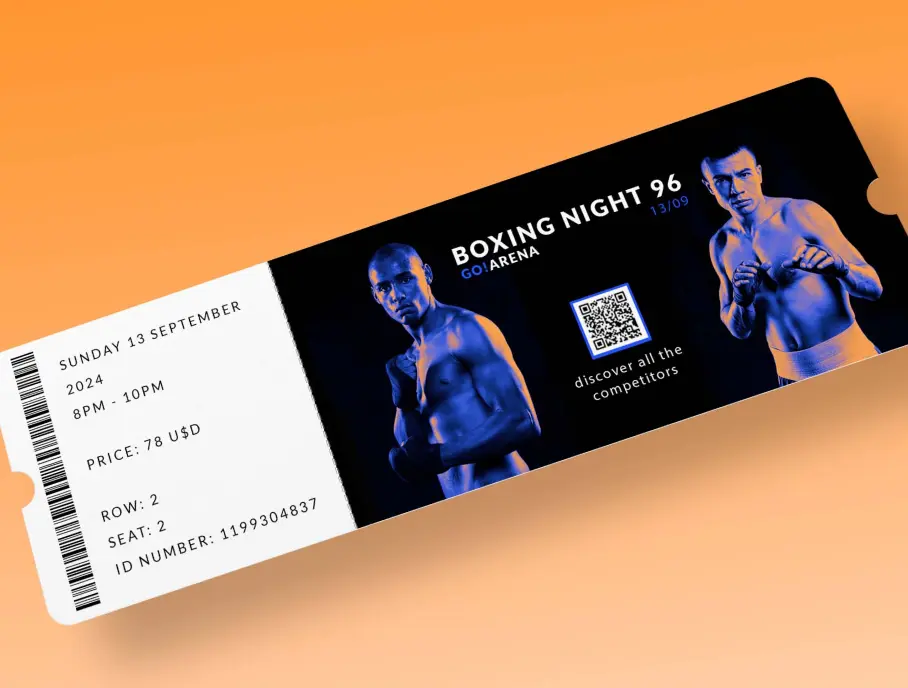 SUNDAY 13 SEPTEMBER
2024
8PM - 10PM
PRICE: 78 U$D
ROW: 2
SEAT: 2
ID NUMBER: 1199304837
BOXING NIGHT 96
13/09
GO!ARENA
discover all the
competitors